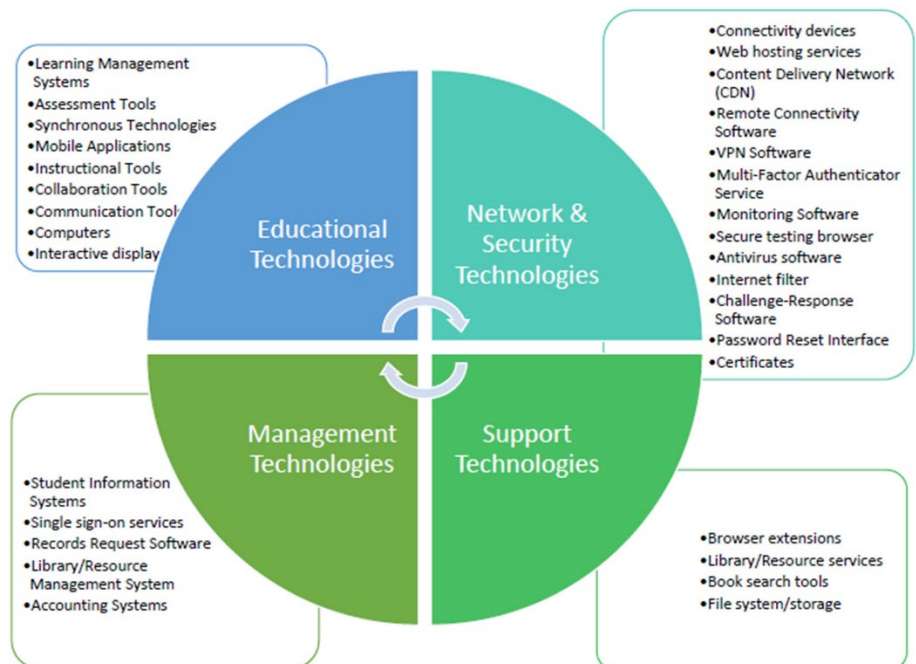 •Learning Management
Systems
•Assessment Tools
•Synchronous Technologies
•Mobile Applications
•Instructional Tools
•Collaboration Tools
•Communication Tools
•Computers
•Interactive display
Educational
Technologies
•Connectivity devices
•Web hosting services
•Content Delivery Network
(CDN)
•Remote Connectivity
Software
•VPN Software
•Multi-Factor Authenticator
Service
•Monitoring Software
•Secure testing browser
•Antivirus software
•Internet filter
•Challenge-Response
Software
•Password Reset Interface
•Certificates
Network &
Security
Technologies
Management
Technologies
•Student Information
Systems
•Single sign-on services
•Records Request Software
•Library/Resource
Management System
•Accounting Systems
Support
Technologies
•Browser extensions
•Library/Resource services
•Book search tools
•File system/storage